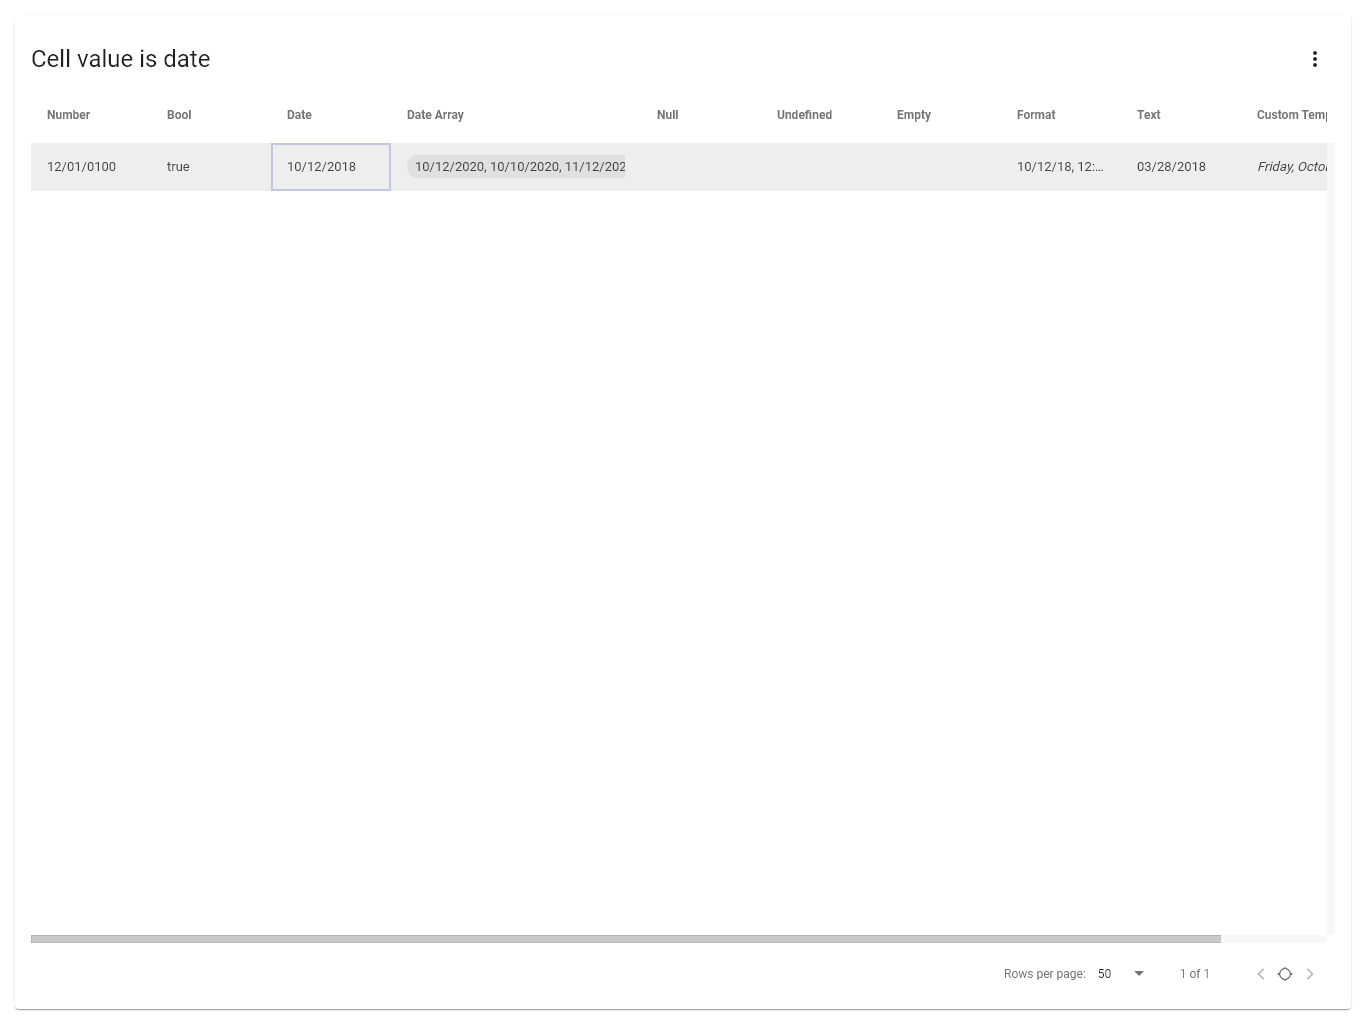 Cell value is date
Number Bool Date Date Array Null Undefined Empty Format Text Custom
12/01/0100 true 10/12/2018 10/12/2020, 10/10/2020, 11/12/202 10/12/18, 12:... 03/28/2018 Friday,
Rows per page: 50 1 of 1